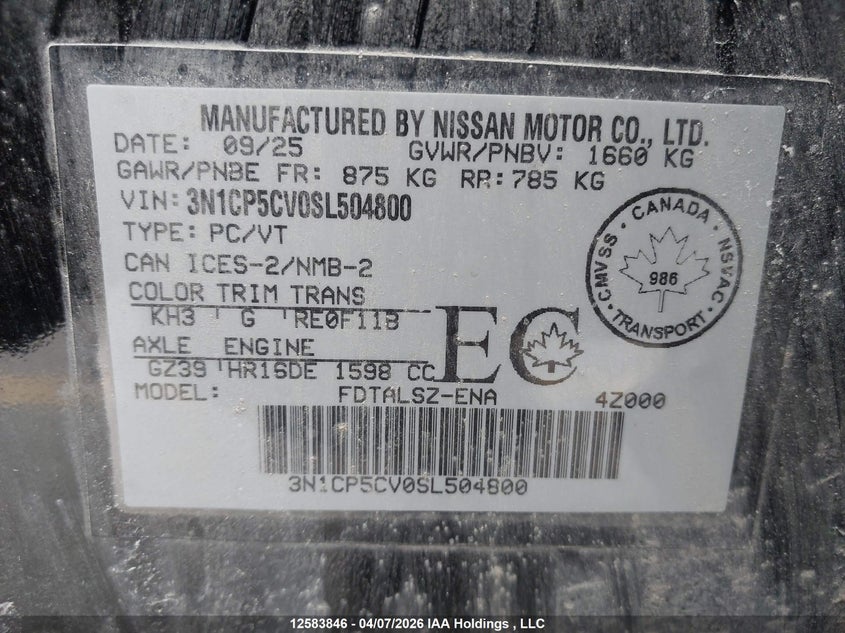 MANUFACTURED BY NISSAN MOTOR CO., LTD.
DATE: 09/25 GVWR/PNBV: 1660 KG
GAWR/PNBE FR: 875 KG RR: 785 KG
VIN: 3N1CP5CV0SL504800
TYPE: PC/VT
CAN ICES-2/NMB-2
COLOR TRIM TRANS
KH3 G RE0F11B
AXLE ENGINE
GZ39 HR16DE 1598 CC
EC
MODEL: FDTALSZ-ENA 4Z000
CANADA
CMVSS · NSVAC
986
TRANSPORT
3N1CP5CV0SL504800
12583846 - 04/07/2026 IAA Holdings , LLC